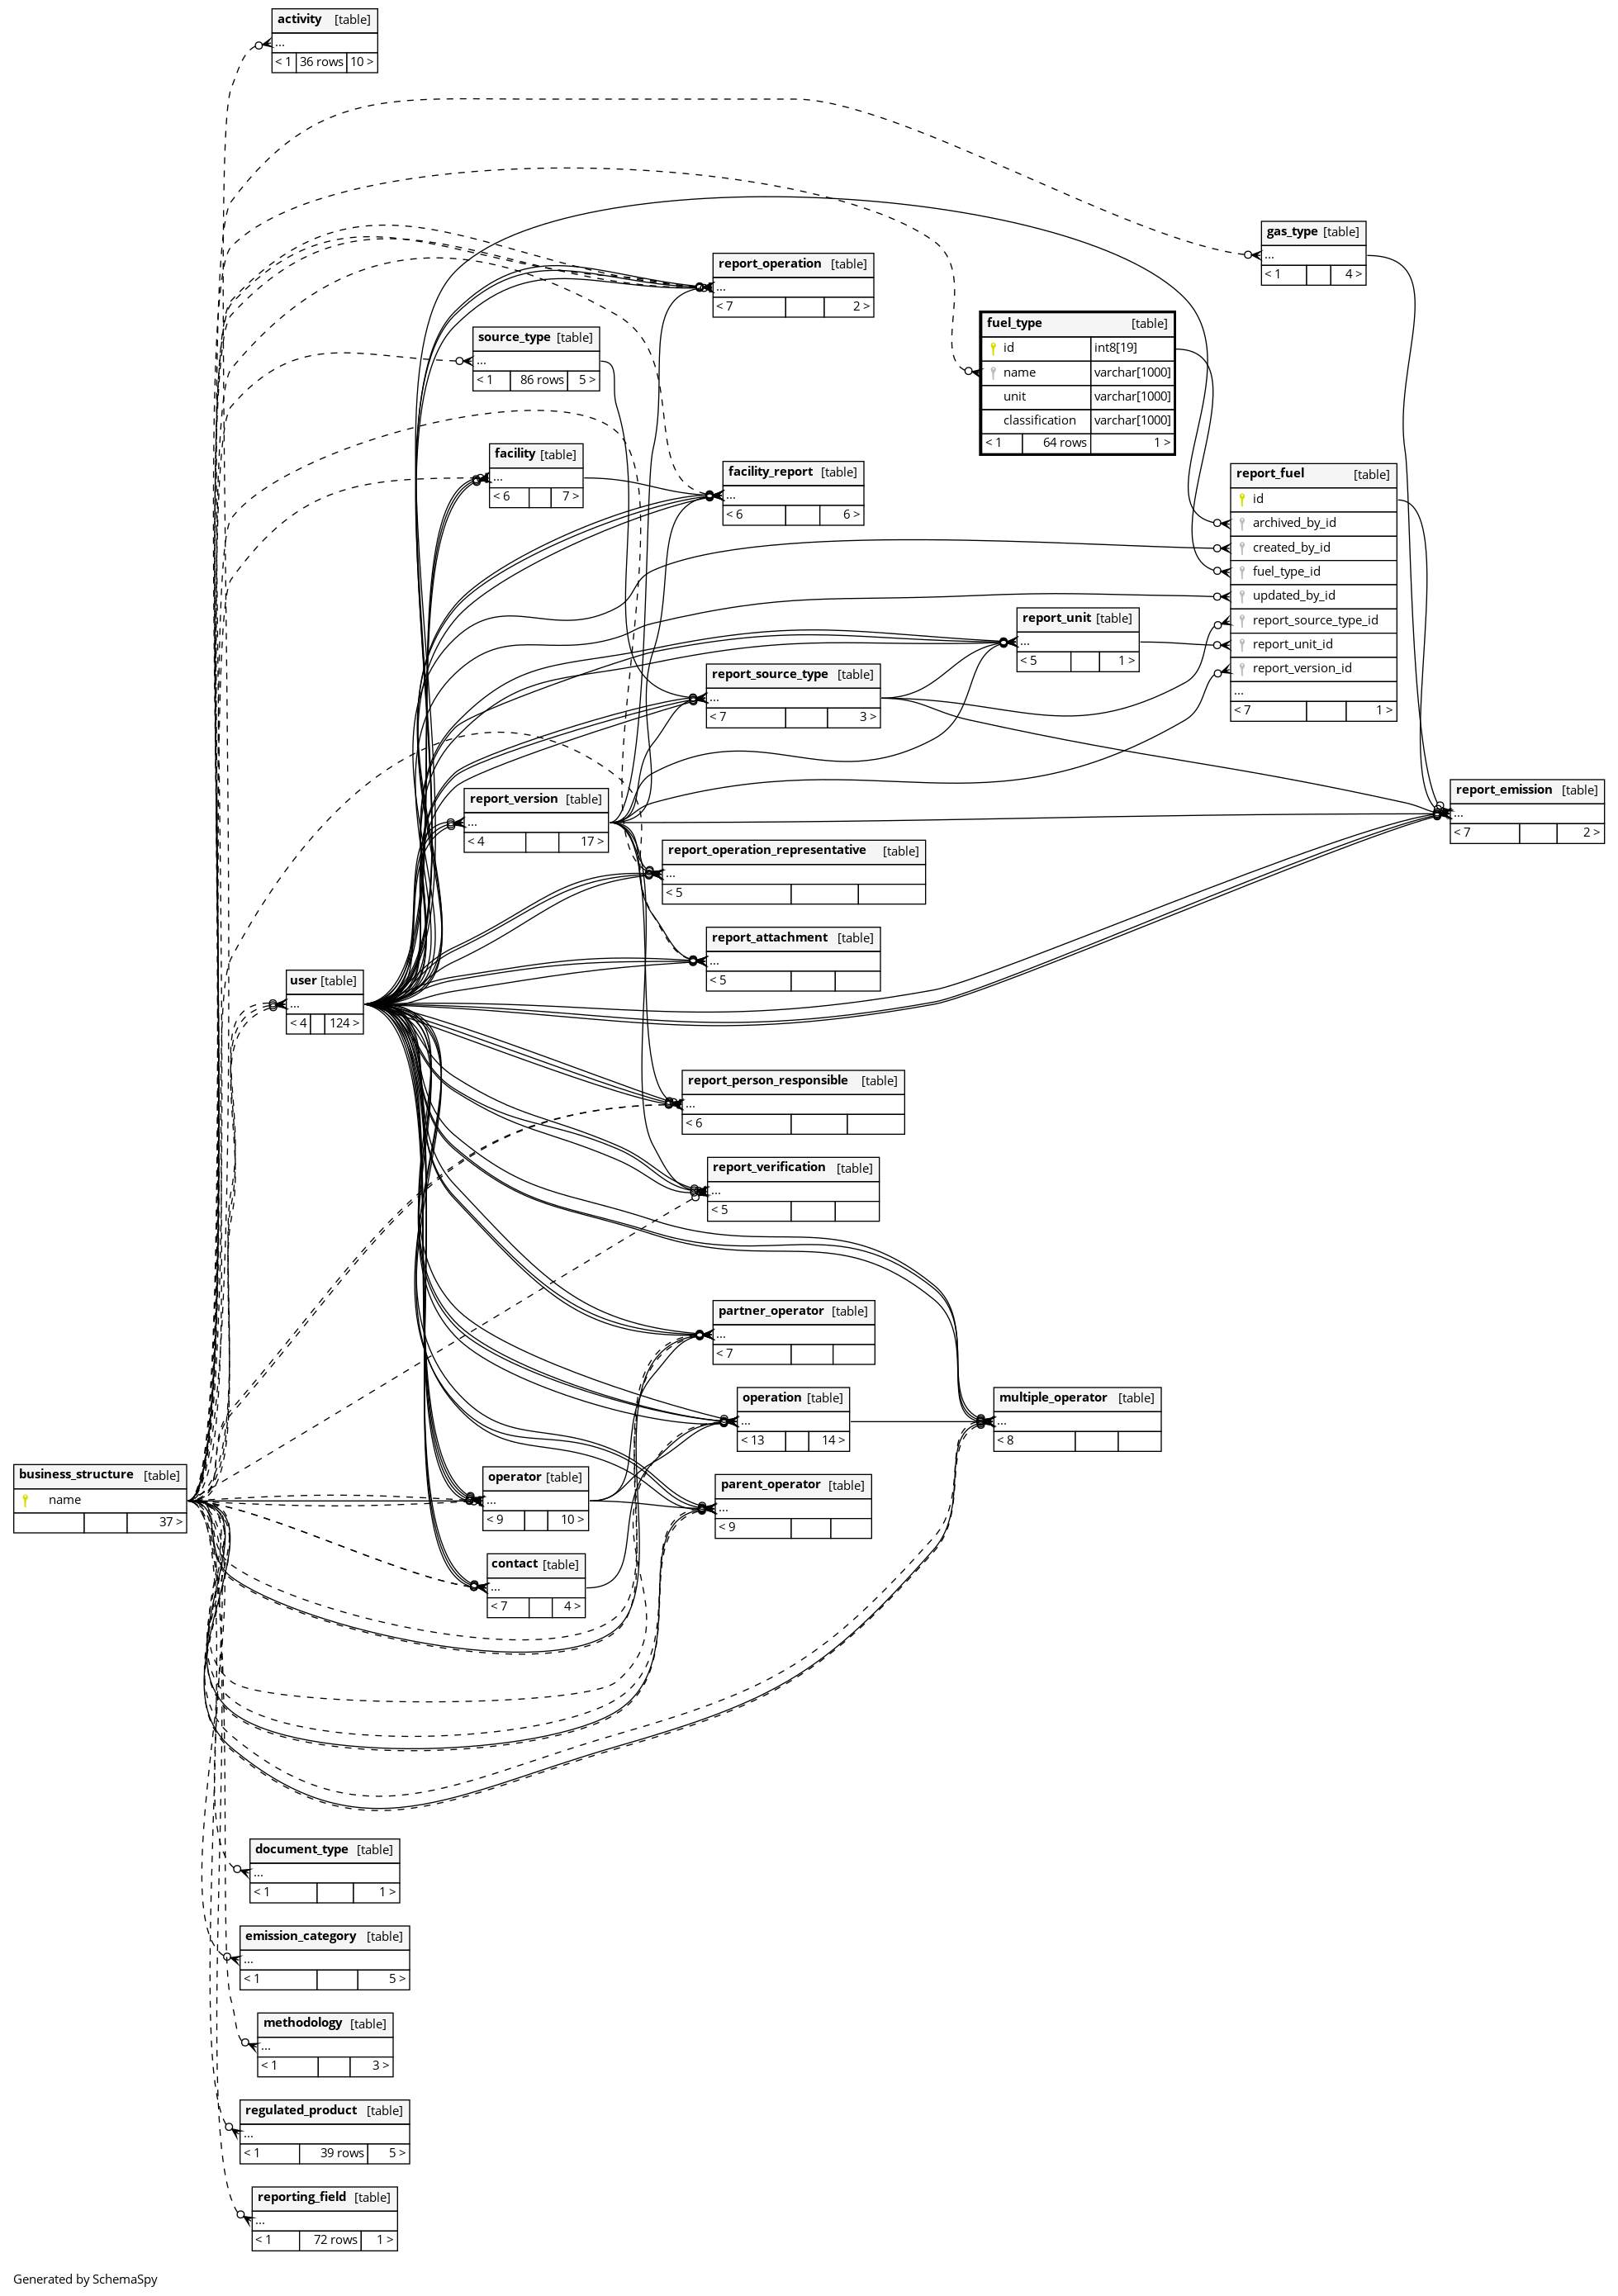 activity [table]
...
< 1 36 rows 10 >
gas_type [table]
...
< 1 4 >
report_operation [table]
...
< 7 2 >
fuel_type [table]
id int8[19]
name varchar[1000]
unit varchar[1000]
classification varchar[1000]
< 1 64 rows 1 >
source_type [table]
...
< 1 86 rows 5 >
facility [table]
...
< 6 7 >
facility_report [table]
...
< 6 6 >
report_fuel [table]
id
archived_by_id
created_by_id
fuel_type_id
updated_by_id
report_source_type_id
report_unit_id
report_version_id
...
< 7 1 >
report_unit [table]
...
< 5 1 >
report_source_type [table]
...
< 7 3 >
report_version [table]
...
< 4 17 >
report_emission [table]
...
< 7 2 >
report_operation_representative [table]
...
< 5
report_attachment [table]
...
< 5
user [table]
...
< 4 124 >
report_person_responsible [table]
...
< 6
report_verification [table]
...
< 5
partner_operator [table]
...
< 7
operation [table]
...
< 13 14 >
multiple_operator [table]
...
< 8
business_structure [table]
name
37 >
operator [table]
...
< 9 10 >
parent_operator [table]
...
< 9
contact [table]
...
< 7 4 >
document_type [table]
...
< 1 1 >
emission_category [table]
...
< 1 5 >
methodology [table]
...
< 1 3 >
regulated_product [table]
...
< 1 39 rows 5 >
reporting_field [table]
...
< 1 72 rows 1 >
Generated by SchemaSpy